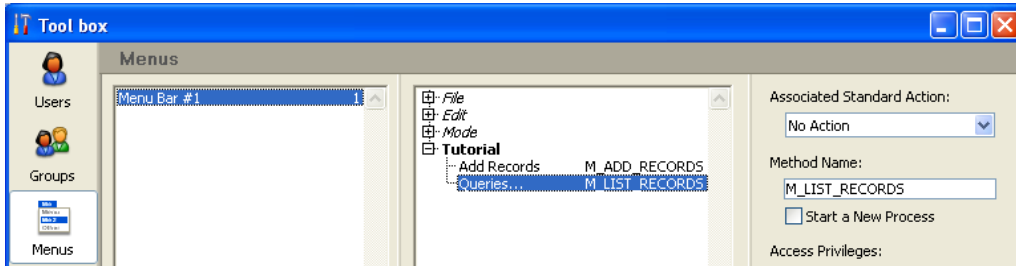 Tool box
Menus
Users
Groups
Menus
Menu Bar #1 1
File
Edit
Mode
Tutorial
Add Records M_ADD_RECORDS
Queries... M_LIST_RECORDS
Associated Standard Action:
No Action
Method Name:
M_LIST_RECORDS
Start a New Process
Access Privileges: